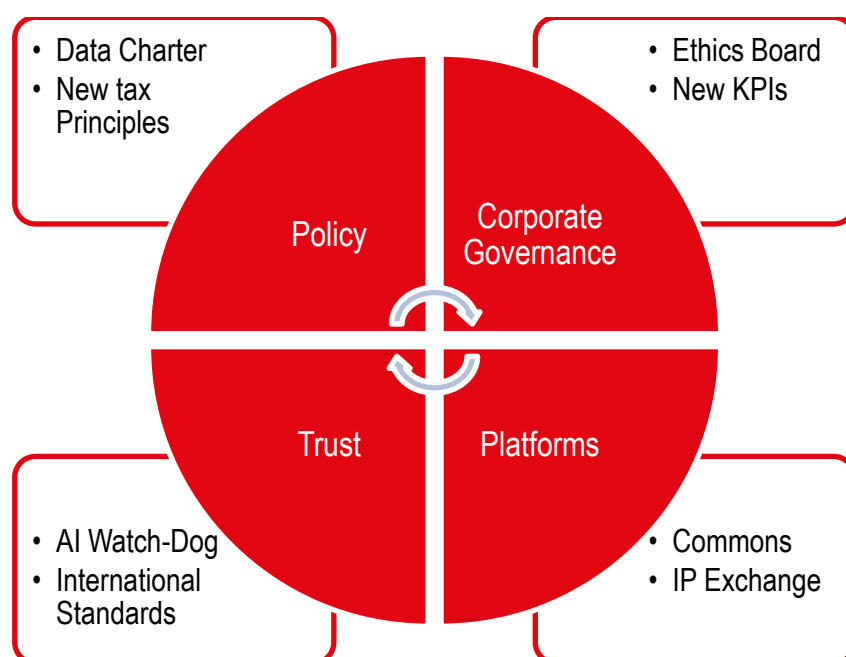 • Data Charter
• New tax
Principles
• Ethics Board
• New KPIs
Policy
Corporate
Governance
Trust
Platforms
• AI Watch-Dog
• International
Standards
• Commons
• IP Exchange